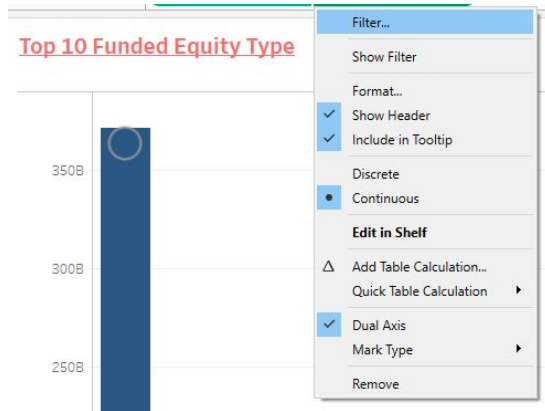 Top 10 Funded Equity Type
350B
300B
250B
Filter...
Show Filter
Format...
Show Header
Include in Tooltip
Discrete
Continuous
Edit in Shelf
Add Table Calculation...
Quick Table Calculation
Dual Axis
Mark Type
Remove